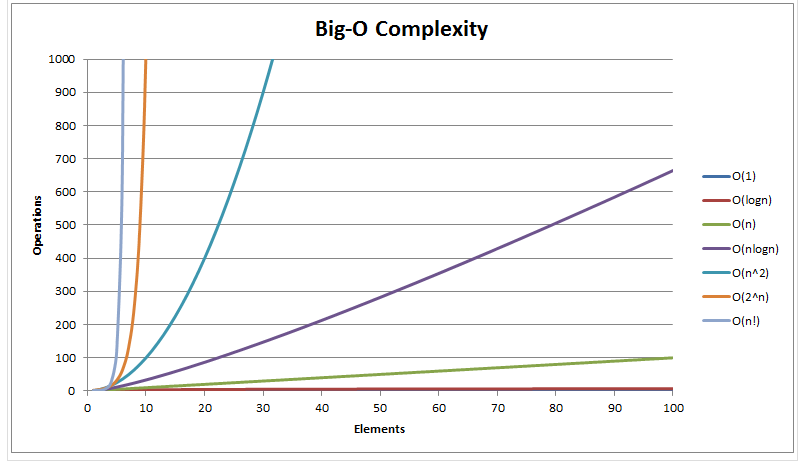 Big-O Complexity
1000
900
800
700
600
500
400
300
200
100
0
Operations
0 10 20 30 40 50 60 70 80 90 100
Elements
O(1)
O(logn)
O(n)
O(nlogn)
O(n^2)
O(2^n)
O(n!)